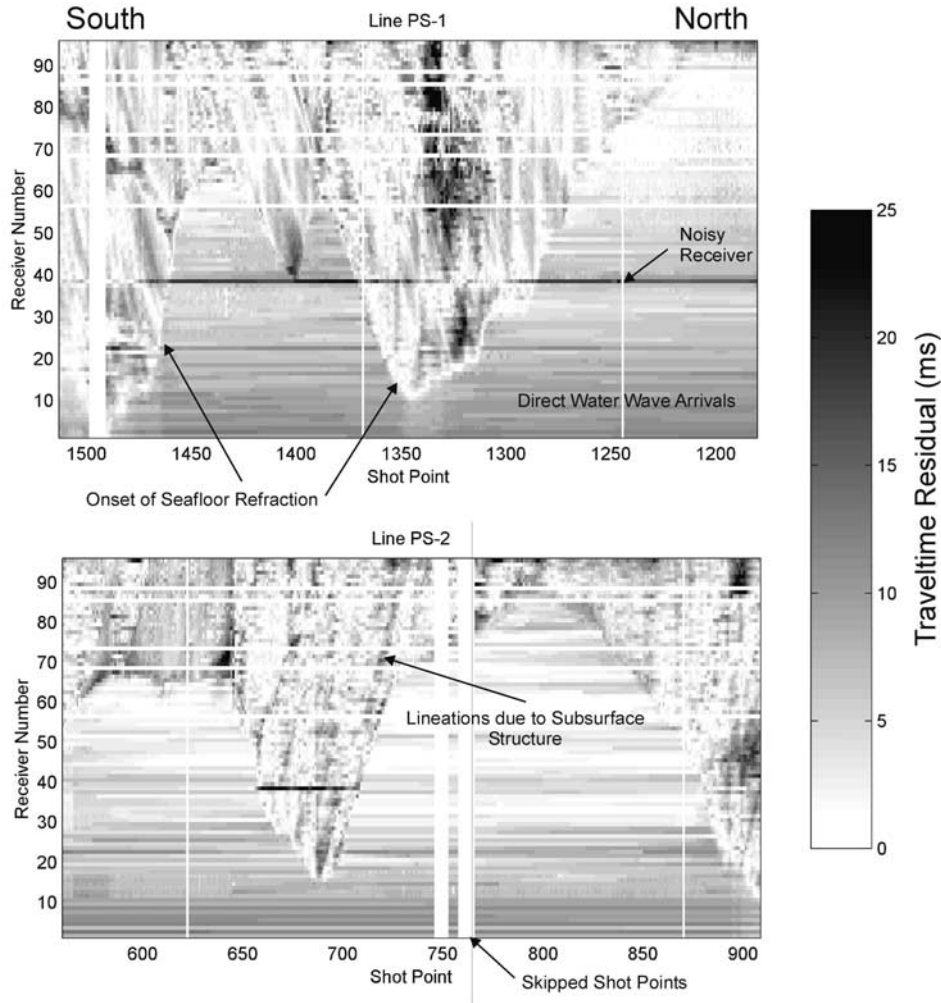 South
Line PS-1
North
90
80
70
60
50
40
30
20
10
Receiver Number
Noisy
Receiver
Direct Water Wave Arrivals
1500
1450
1400
1350
1300
1250
1200
Shot Point
Onset of Seafloor Refraction
Line PS-2
90
80
70
60
50
40
30
20
10
Receiver Number
Lineations due to Subsurface
Structure
600
650
700
750
800
850
900
Shot Point
Skipped Shot Points
25
20
15
10
5
0
Traveltime Residual (ms)